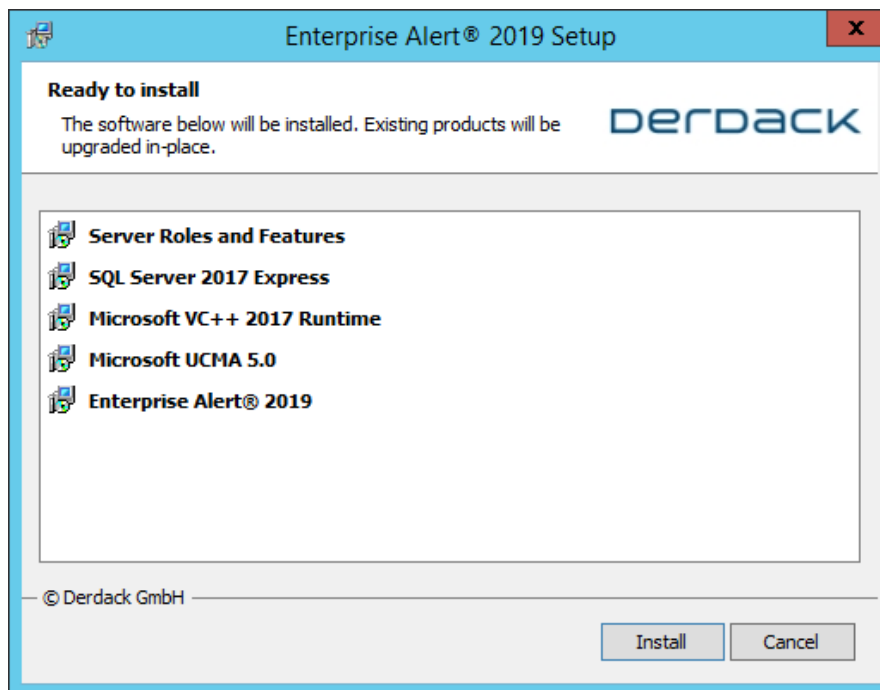 Enterprise Alert® 2019 Setup
x
Ready to install
The software below will be installed. Existing products will be
upgraded in-place.
DERDACK
Server Roles and Features
SQL Server 2017 Express
Microsoft VC++ 2017 Runtime
Microsoft UCMA 5.0
Enterprise Alert® 2019
© Derdack GmbH
Install
Cancel